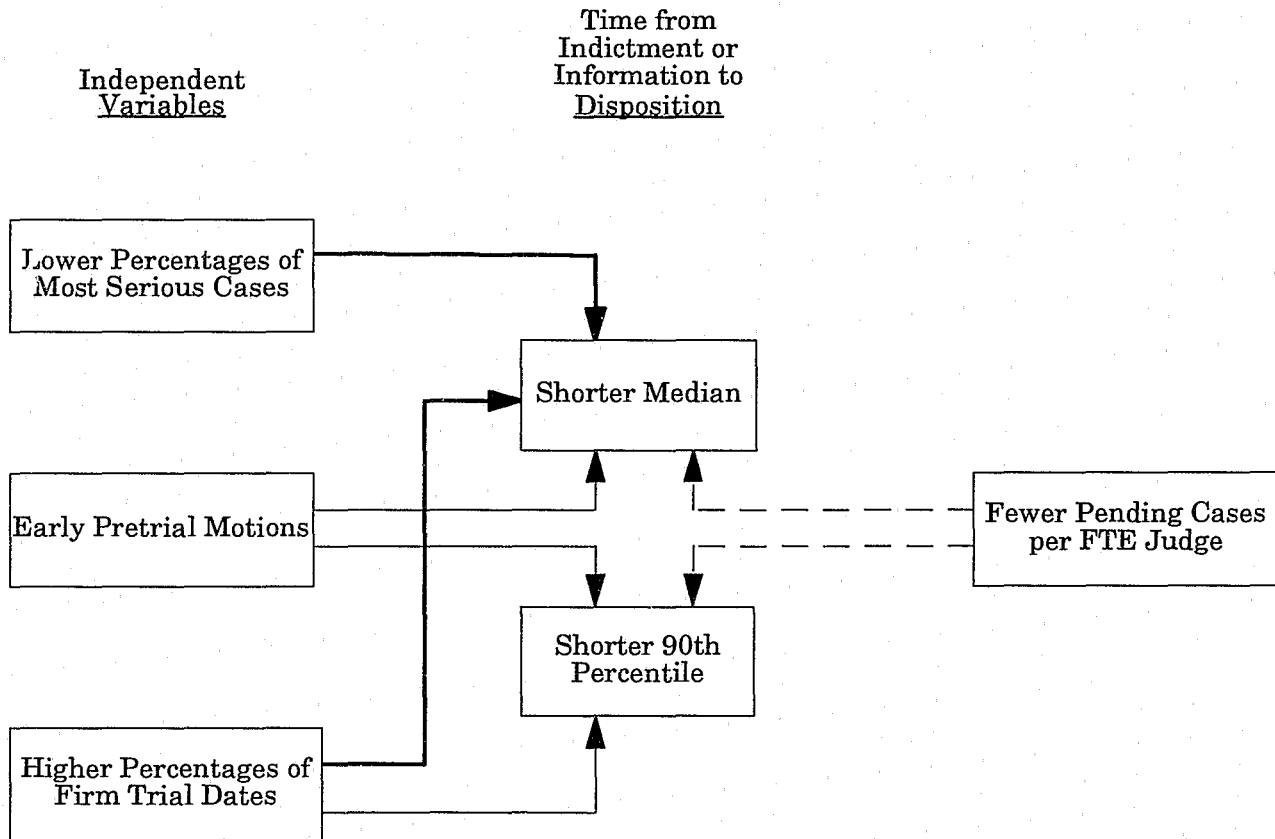 Independent
Variables
Time from
Indictment or
Information to
Disposition
Lower Percentages of
Most Serious Cases
Shorter Median
Early Pretrial Motions
Fewer Pending Cases
per FTE Judge
Shorter 90th
Percentile
Higher Percentages of
Firm Trial Dates